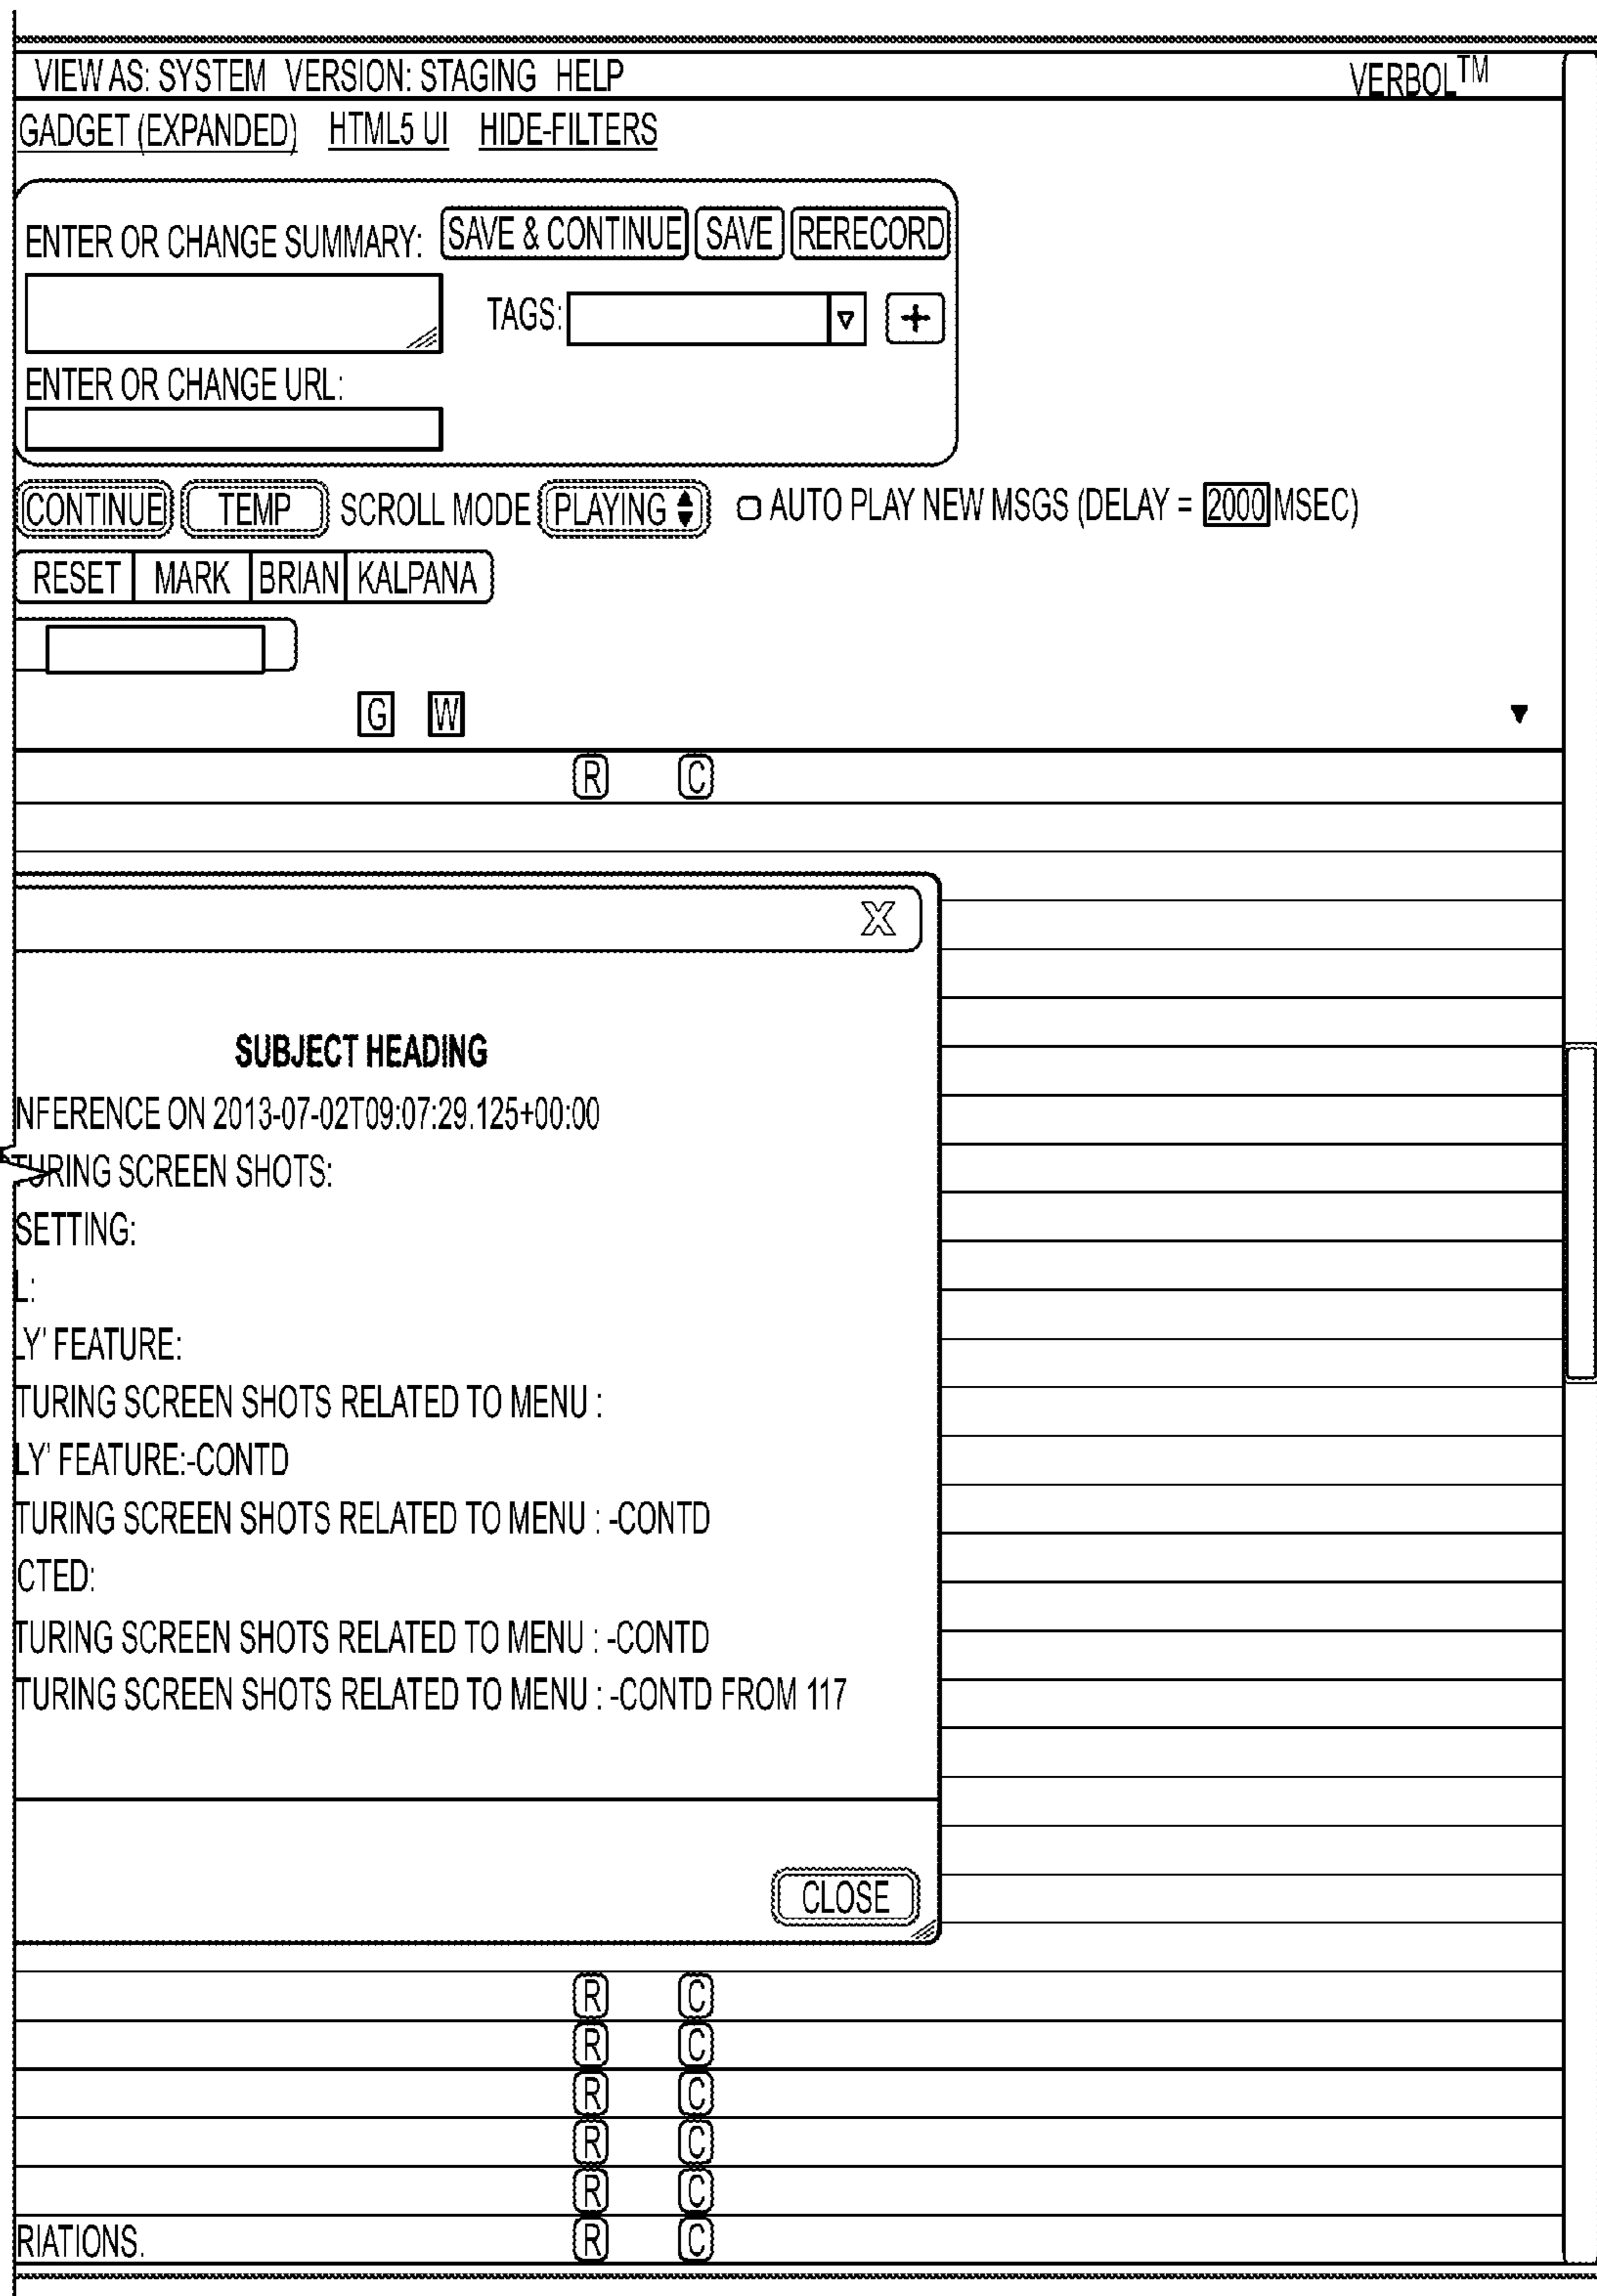 VIEW AS: SYSTEM VERSION: STAGING HELP VERBOL™
GADGET (EXPANDED) HTML5 UI HIDE-FILTERS
ENTER OR CHANGE SUMMARY: SAVE & CONTINUE SAVE RERECORD
TAGS: +
ENTER OR CHANGE URL:
CONTINUE TEMP SCROLL MODE PLAYING AUTO PLAY NEW MSGS (DELAY = 2000 MSEC)
RESET MARK BRIAN KALPANA
G W
R C
X
SUBJECT HEADING
NFERENCE ON 2013-07-02T09:07:29.125+00:00
TURING SCREEN SHOTS:
SETTING:
L:
LY' FEATURE:
TURING SCREEN SHOTS RELATED TO MENU :
LY' FEATURE:-CONTD
TURING SCREEN SHOTS RELATED TO MENU : -CONTD
CTED:
TURING SCREEN SHOTS RELATED TO MENU : -CONTD
TURING SCREEN SHOTS RELATED TO MENU : -CONTD FROM 117
CLOSE
R C
R C
R C
R C
R C
RIATIONS. R C